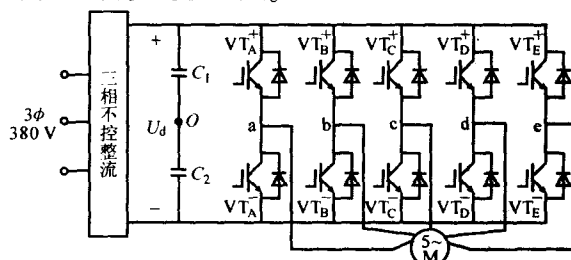 VT_A^+ VT_B^+ VT_C^+ VT_D^+ VT_E^+
+
C₁
三相不控整流
3ϕ
380 V
U_d
O
a b c d e
C₂
−
VT_A^− VT_B^− VT_C^− VT_D^− VT_E^−
5~
M